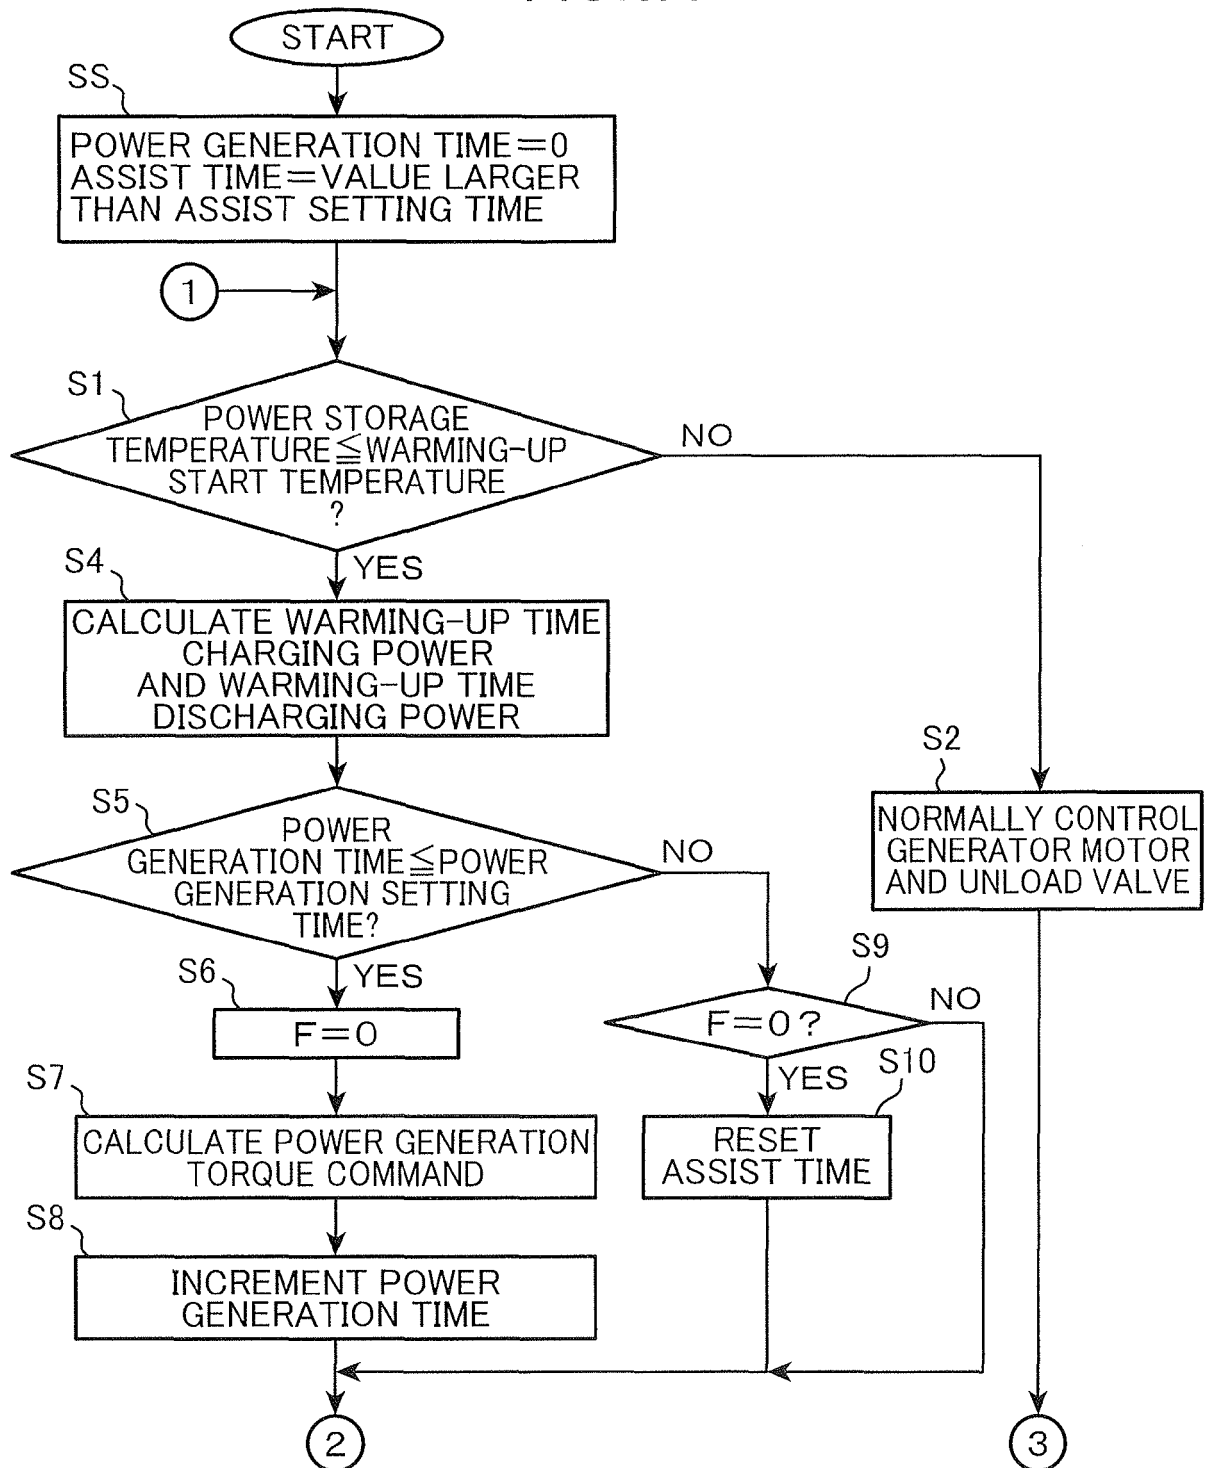 START
SS
POWER GENERATION TIME=0
ASSIST TIME=VALUE LARGER
THAN ASSIST SETTING TIME
1
S1
POWER STORAGE
TEMPERATURE≦WARMING-UP
START TEMPERATURE
?
NO
YES
S4
CALCULATE WARMING-UP TIME
CHARGING POWER
AND WARMING-UP TIME
DISCHARGING POWER
S2
NORMALLY CONTROL
GENERATOR MOTOR
AND UNLOAD VALVE
S5
POWER
GENERATION TIME≦POWER
GENERATION SETTING
TIME?
NO
YES
S6
F=0
S9
F=0?
NO
YES
S7
CALCULATE POWER GENERATION
TORQUE COMMAND
S10
RESET
ASSIST TIME
S8
INCREMENT POWER
GENERATION TIME
2
3